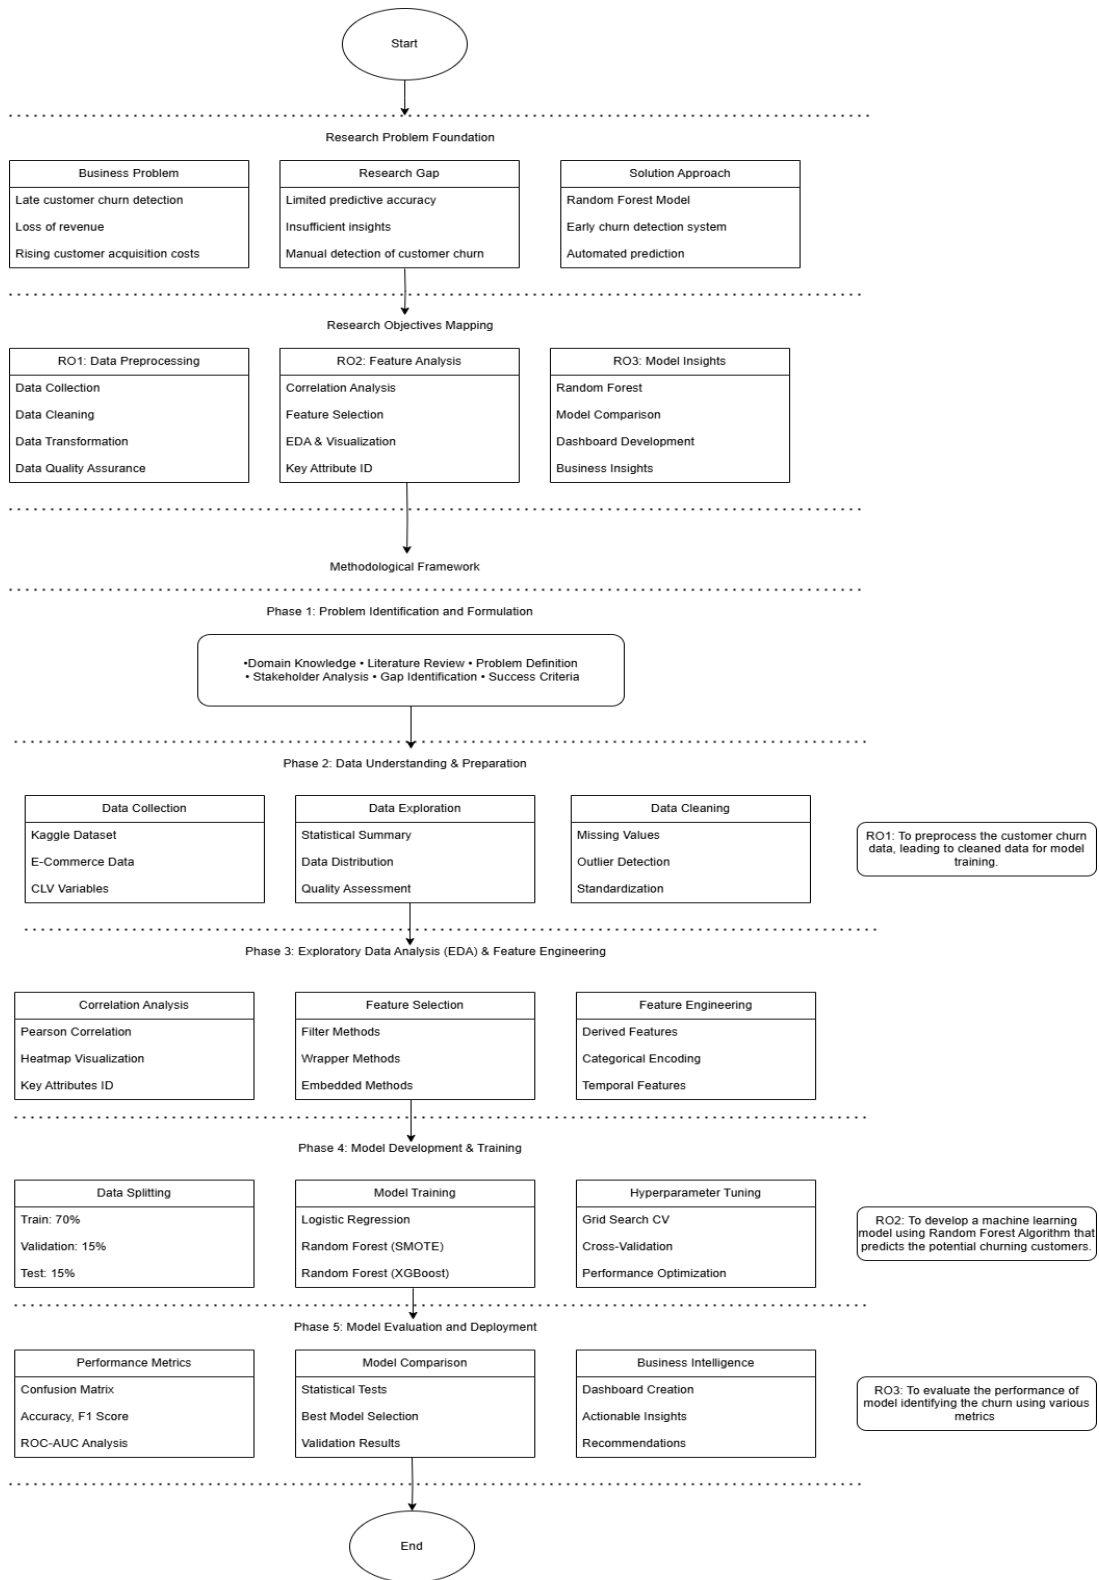 Start
Research Problem Foundation
Business Problem
Late customer churn detection
Loss of revenue
Rising customer acquisition costs
Research Gap
Limited predictive accuracy
Insufficient insights
Manual detection of customer churn
Solution Approach
Random Forest Model
Early churn detection system
Automated prediction
Research Objectives Mapping
RO1: Data Preprocessing
Data Collection
Data Cleaning
Data Transformation
Data Quality Assurance
RO2: Feature Analysis
Correlation Analysis
Feature Selection
EDA & Visualization
Key Attribute ID
RO3: Model Insights
Random Forest
Model Comparison
Dashboard Development
Business Insights
Methodological Framework
Phase 1: Problem Identification and Formulation
•Domain Knowledge • Literature Review • Problem Definition
• Stakeholder Analysis • Gap Identification • Success Criteria
Phase 2: Data Understanding & Preparation
Data Collection
Kaggle Dataset
E-Commerce Data
CLV Variables
Data Exploration
Statistical Summary
Data Distribution
Quality Assessment
Data Cleaning
Missing Values
Outlier Detection
Standardization
RO1: To preprocess the customer churn
data, leading to cleaned data for model
training.
Phase 3: Exploratory Data Analysis (EDA) & Feature Engineering
Correlation Analysis
Pearson Correlation
Heatmap Visualization
Key Attributes ID
Feature Selection
Filter Methods
Wrapper Methods
Embedded Methods
Feature Engineering
Derived Features
Categorical Encoding
Temporal Features
Phase 4: Model Development & Training
Data Splitting
Train: 70%
Validation: 15%
Test: 15%
Model Training
Logistic Regression
Random Forest (SMOTE)
Random Forest (XGBoost)
Hyperparameter Tuning
Grid Search CV
Cross-Validation
Performance Optimization
RO2: To develop a machine learning
model using Random Forest Algorithm that
predicts the potential churning customers.
Phase 5: Model Evaluation and Deployment
Performance Metrics
Confusion Matrix
Accuracy, F1 Score
ROC-AUC Analysis
Model Comparison
Statistical Tests
Best Model Selection
Validation Results
Business Intelligence
Dashboard Creation
Actionable Insights
Recommendations
RO3: To evaluate the performance of
model identifying the churn using various
metrics
End